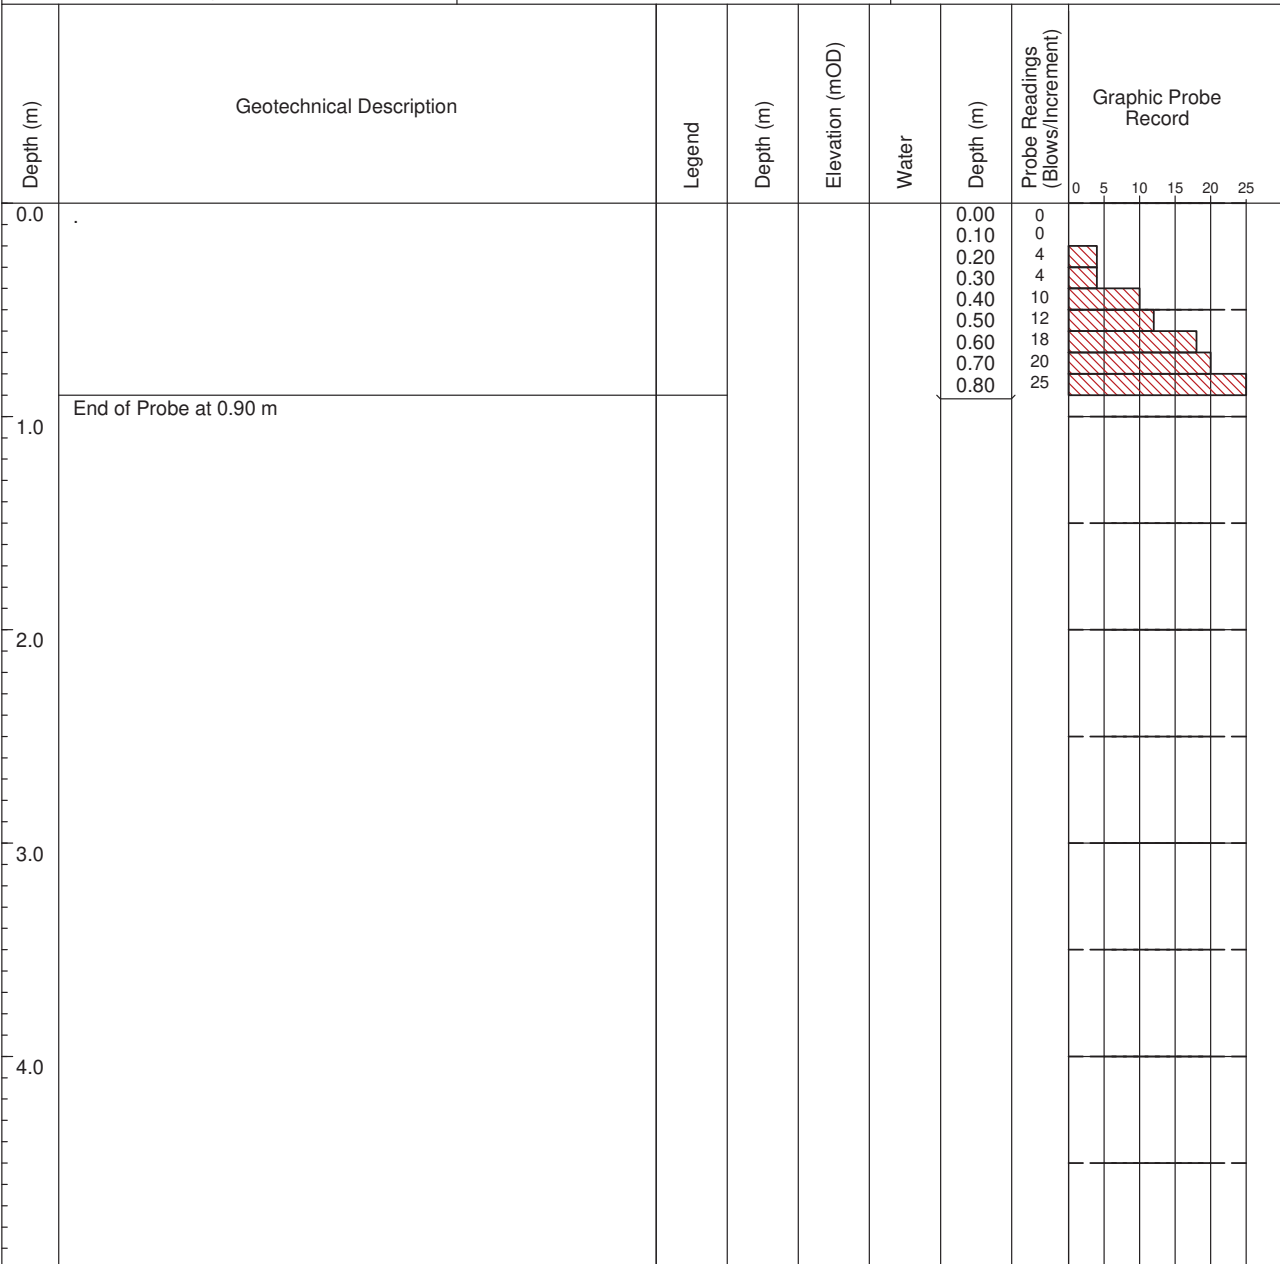 Depth (m)
Geotechnical Description
Legend
Depth (m)
Elevation (mOD)
Water
Depth (m)
Probe Readings
(Blows/Increment)
Graphic Probe
Record
0 5 10 15 20 25
0.0 . 0.00 0
0.10 0
0.20 4
0.30 4
0.40 10
0.50 12
0.60 18
0.70 20
0.80 25
End of Probe at 0.90 m
1.0
2.0
3.0
4.0